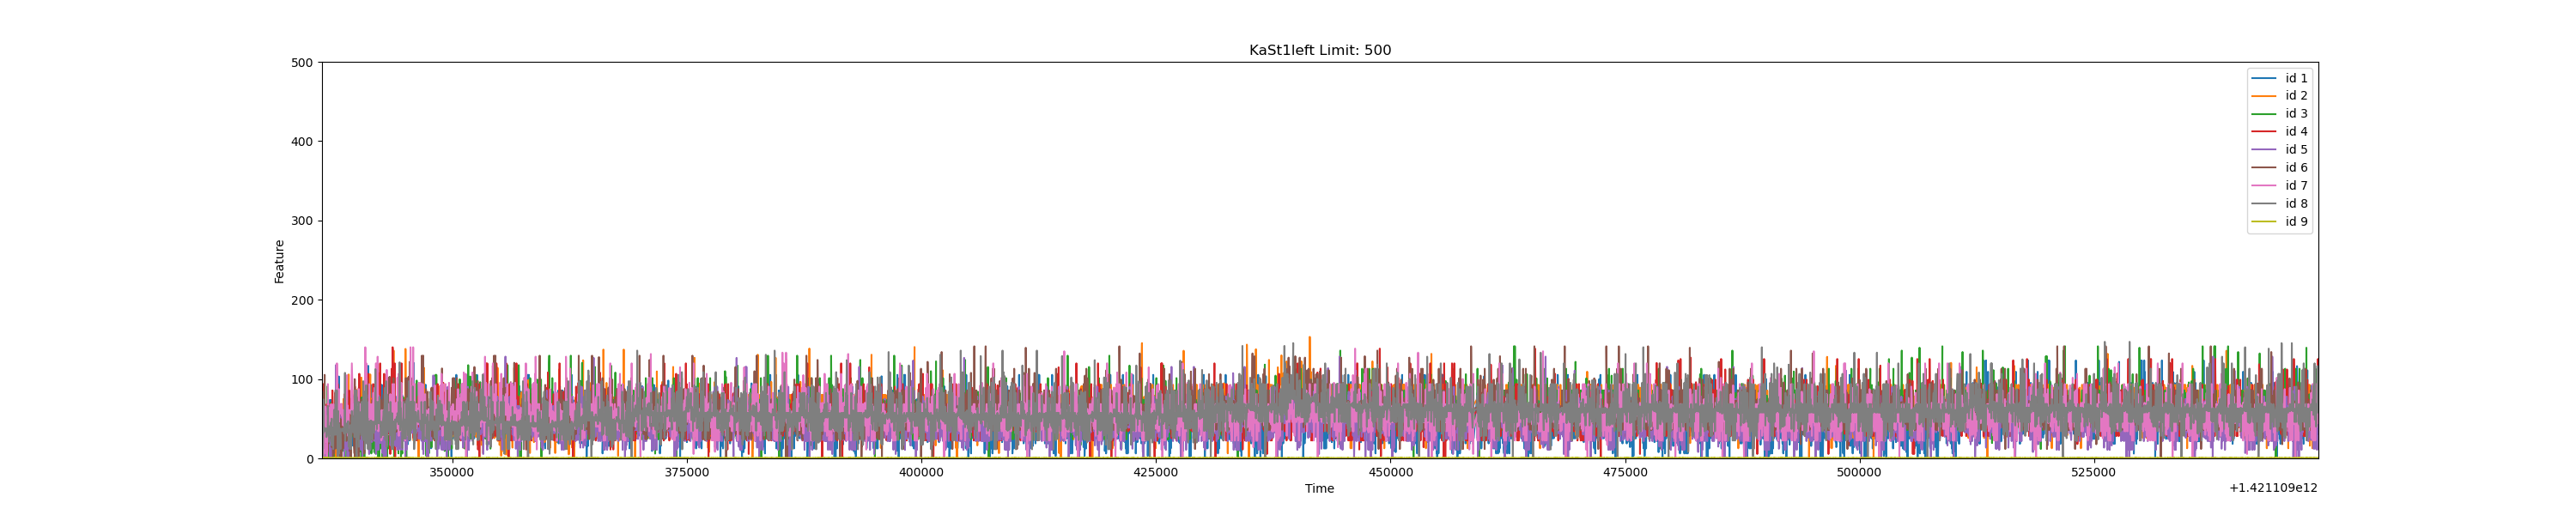 KaSt1left Limit: 500
500
400
300
200
100
0
Feature
id 1
id 2
id 3
id 4
id 5
id 6
id 7
id 8
id 9
350000 375000 400000 425000 450000 475000 500000 525000
Time
+1.421109e12